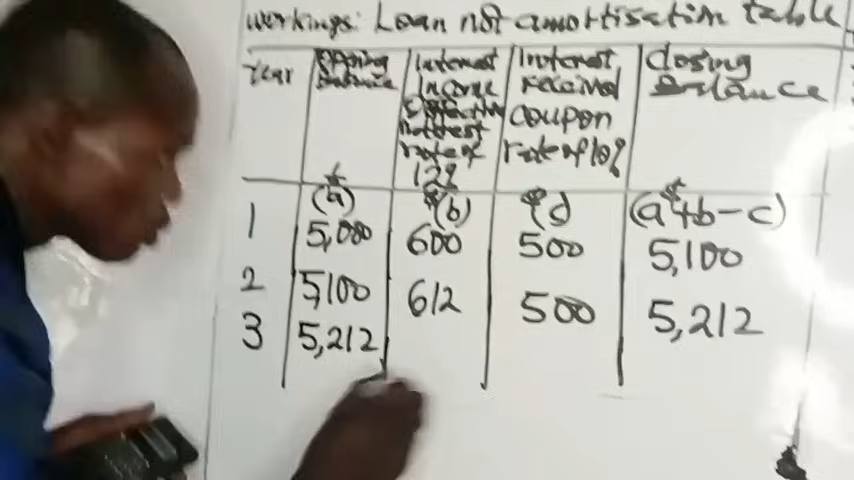 workings: Loan not amortisation table
Year | Opening balance | Interest Income Effective interest rate of 12% | Interest received coupon rate of 10% | Closing Balance
(a) | (b) | (a + b - c)
1 | 5,000 | 600 | 500 | 5,100
2 | 5,100 | 612 | 500 | 5,212
3 | 5,212